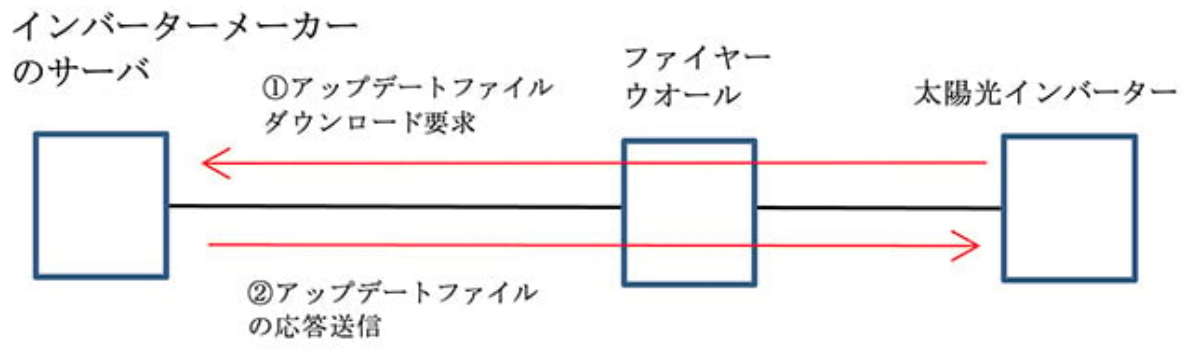 インバーターメーカー
のサーバ
①アップデートファイル
ダウンロード要求
ファイヤー
ウオール
太陽光インバーター
②アップデートファイル
の応答送信